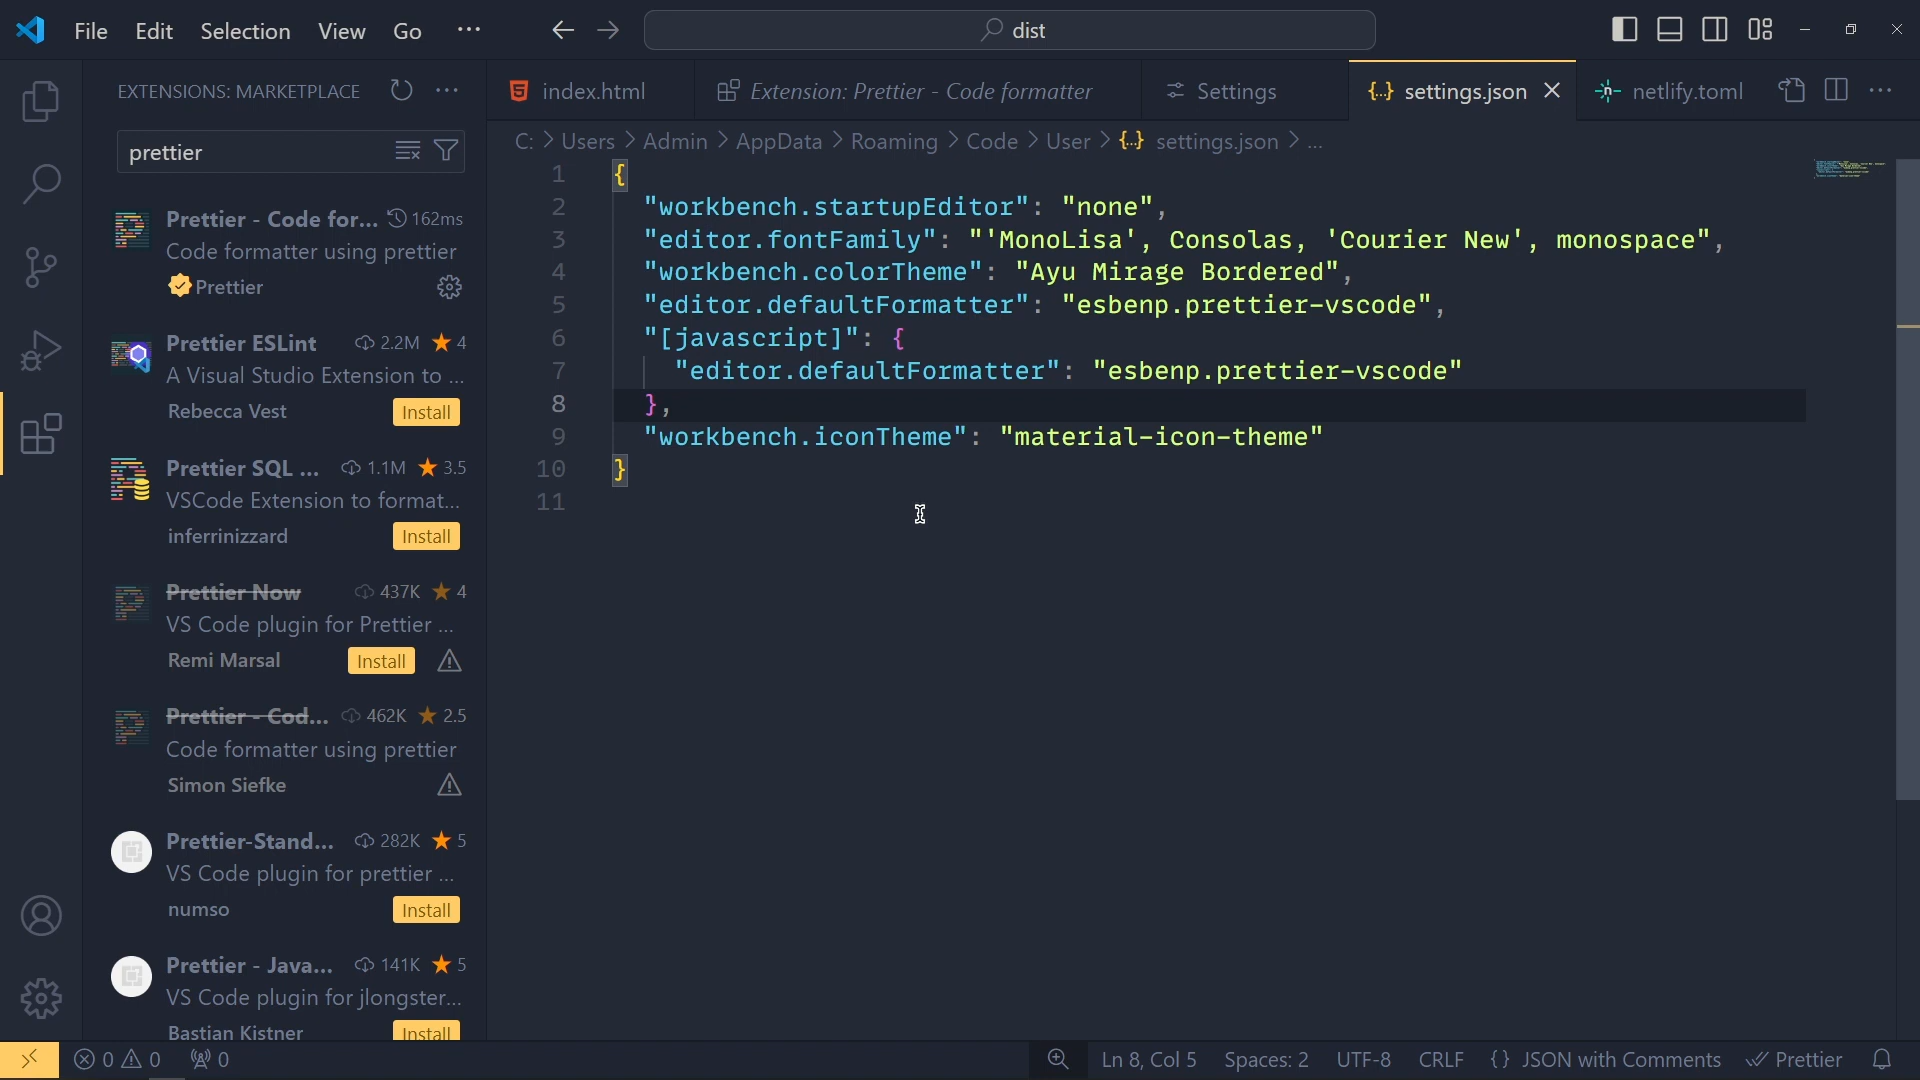 File Edit Selection View Go ···
dist
EXTENSIONS: MARKETPLACE
index.html
Extension: Prettier - Code formatter
Settings
{..} settings.json
netlify.toml
prettier
C: > Users > Admin > AppData > Roaming > Code > User > {..} settings.json > ...
Prettier - Code for... 162ms
Code formatter using prettier
Prettier
Prettier ESLint 2.2M 4
A Visual Studio Extension to ...
Rebecca Vest Install
Prettier SQL ... 1.1M 3.5
VSCode Extension to format...
inferrinizzard Install
Prettier Now 437K 4
VS Code plugin for Prettier ...
Remi Marsal Install
Prettier - Cod... 462K 2.5
Code formatter using prettier
Simon Siefke
Prettier-Stand... 282K 5
VS Code plugin for prettier ...
numso Install
Prettier - Java... 141K 5
VS Code plugin for jlongster...
Bastian Kistner Install
1 {
2 "workbench.startupEditor": "none",
3 "editor.fontFamily": "'MonoLisa', Consolas, 'Courier New', monospace",
4 "workbench.colorTheme": "Ayu Mirage Bordered",
5 "editor.defaultFormatter": "esbenp.prettier-vscode",
6 "[javascript]": {
7 "editor.defaultFormatter": "esbenp.prettier-vscode"
8 },
9 "workbench.iconTheme": "material-icon-theme"
10 }
11
0 0 0
Ln 8, Col 5 Spaces: 2 UTF-8 CRLF {} JSON with Comments Prettier